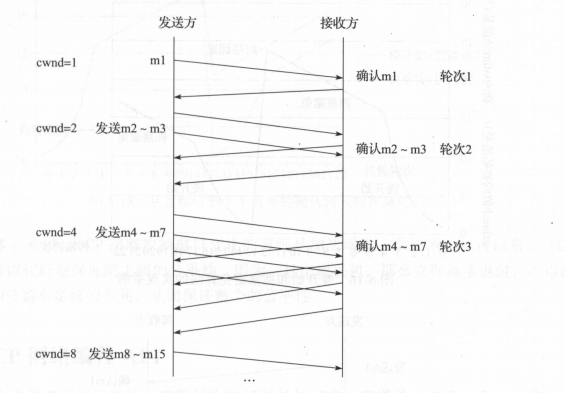 发送方 接收方
cwnd=1 m1 确认m1 轮次1
cwnd=2 发送m2～m3 确认m2～m3 轮次2
cwnd=4 发送m4～m7 确认m4～m7 轮次3
cwnd=8 发送m8～m15
…